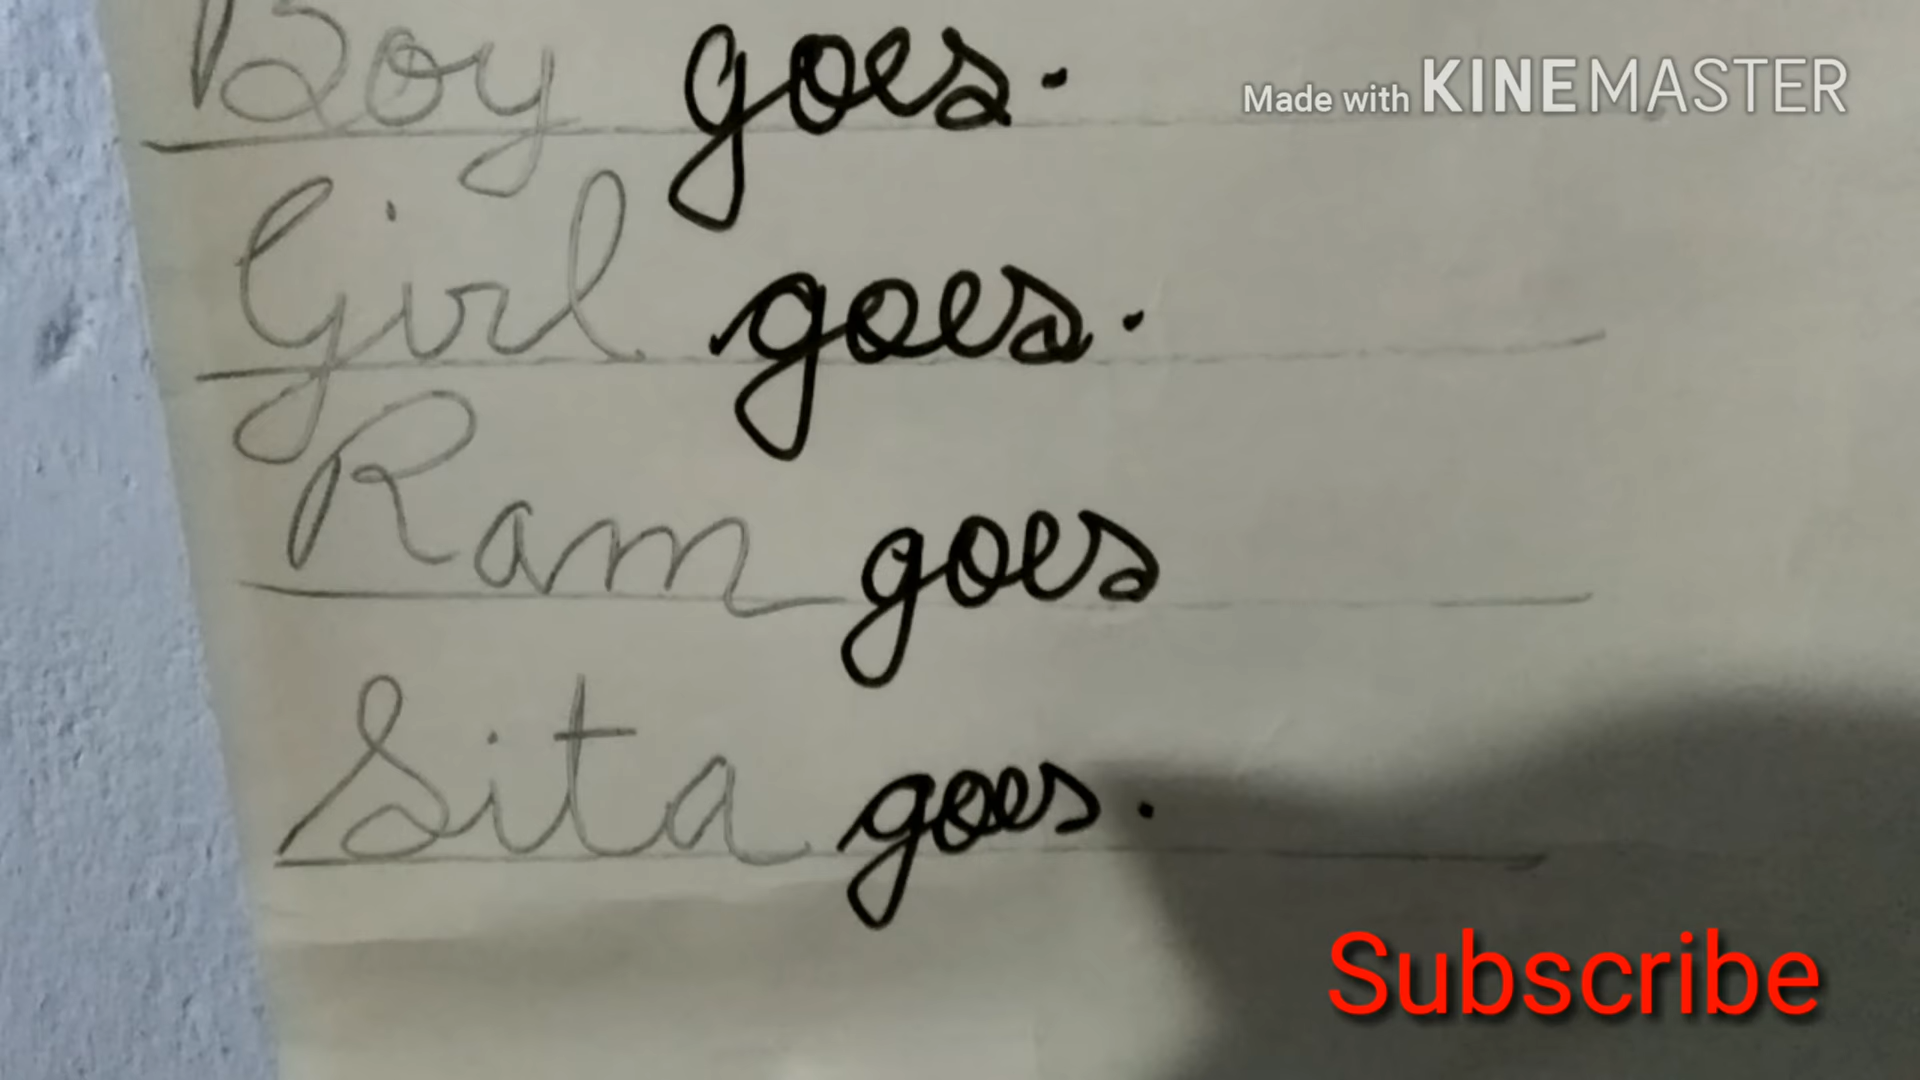 Boy goes.
Made with KINEMASTER
Girl goes.
Ram goes
Sita goes.
Subscribe